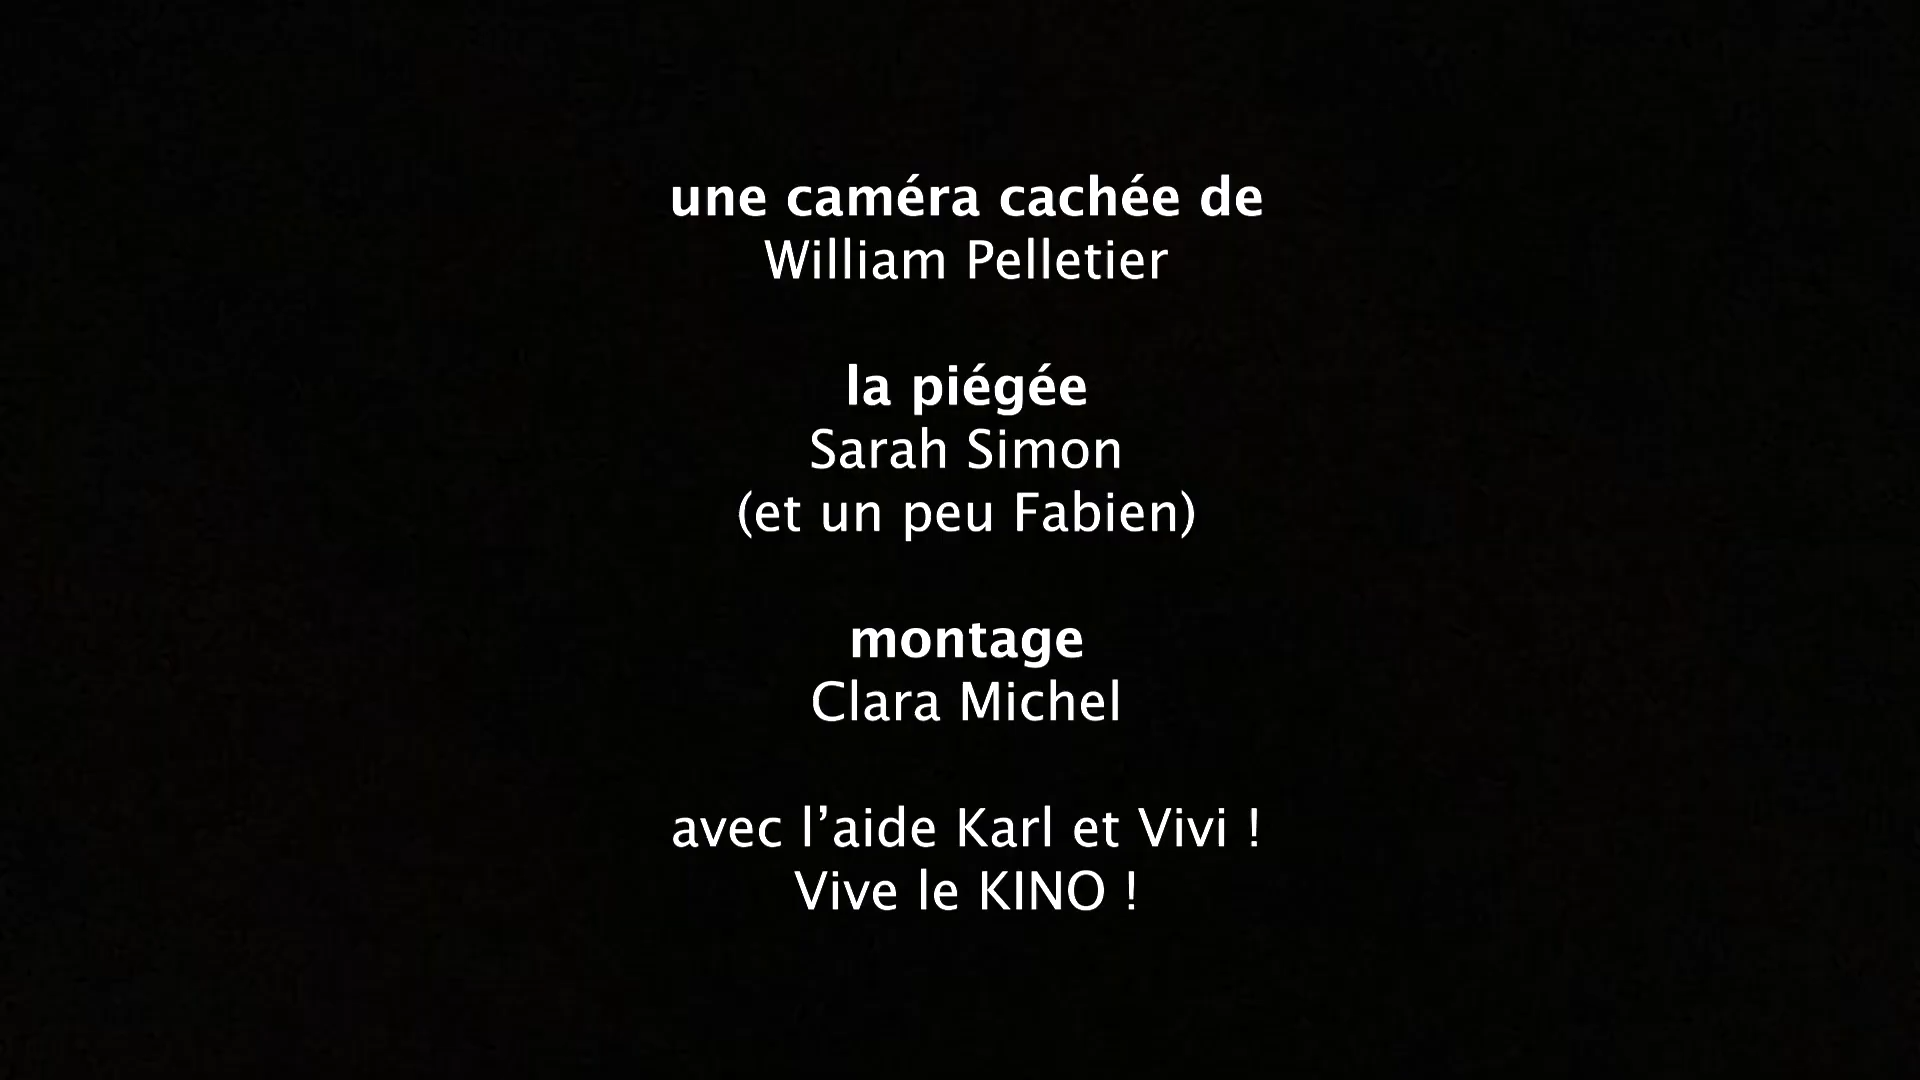 une caméra cachée de
William Pelletier
la piégée
Sarah Simon
(et un peu Fabien)
montage
Clara Michel
avec l’aide Karl et Vivi !
Vive le KINO !